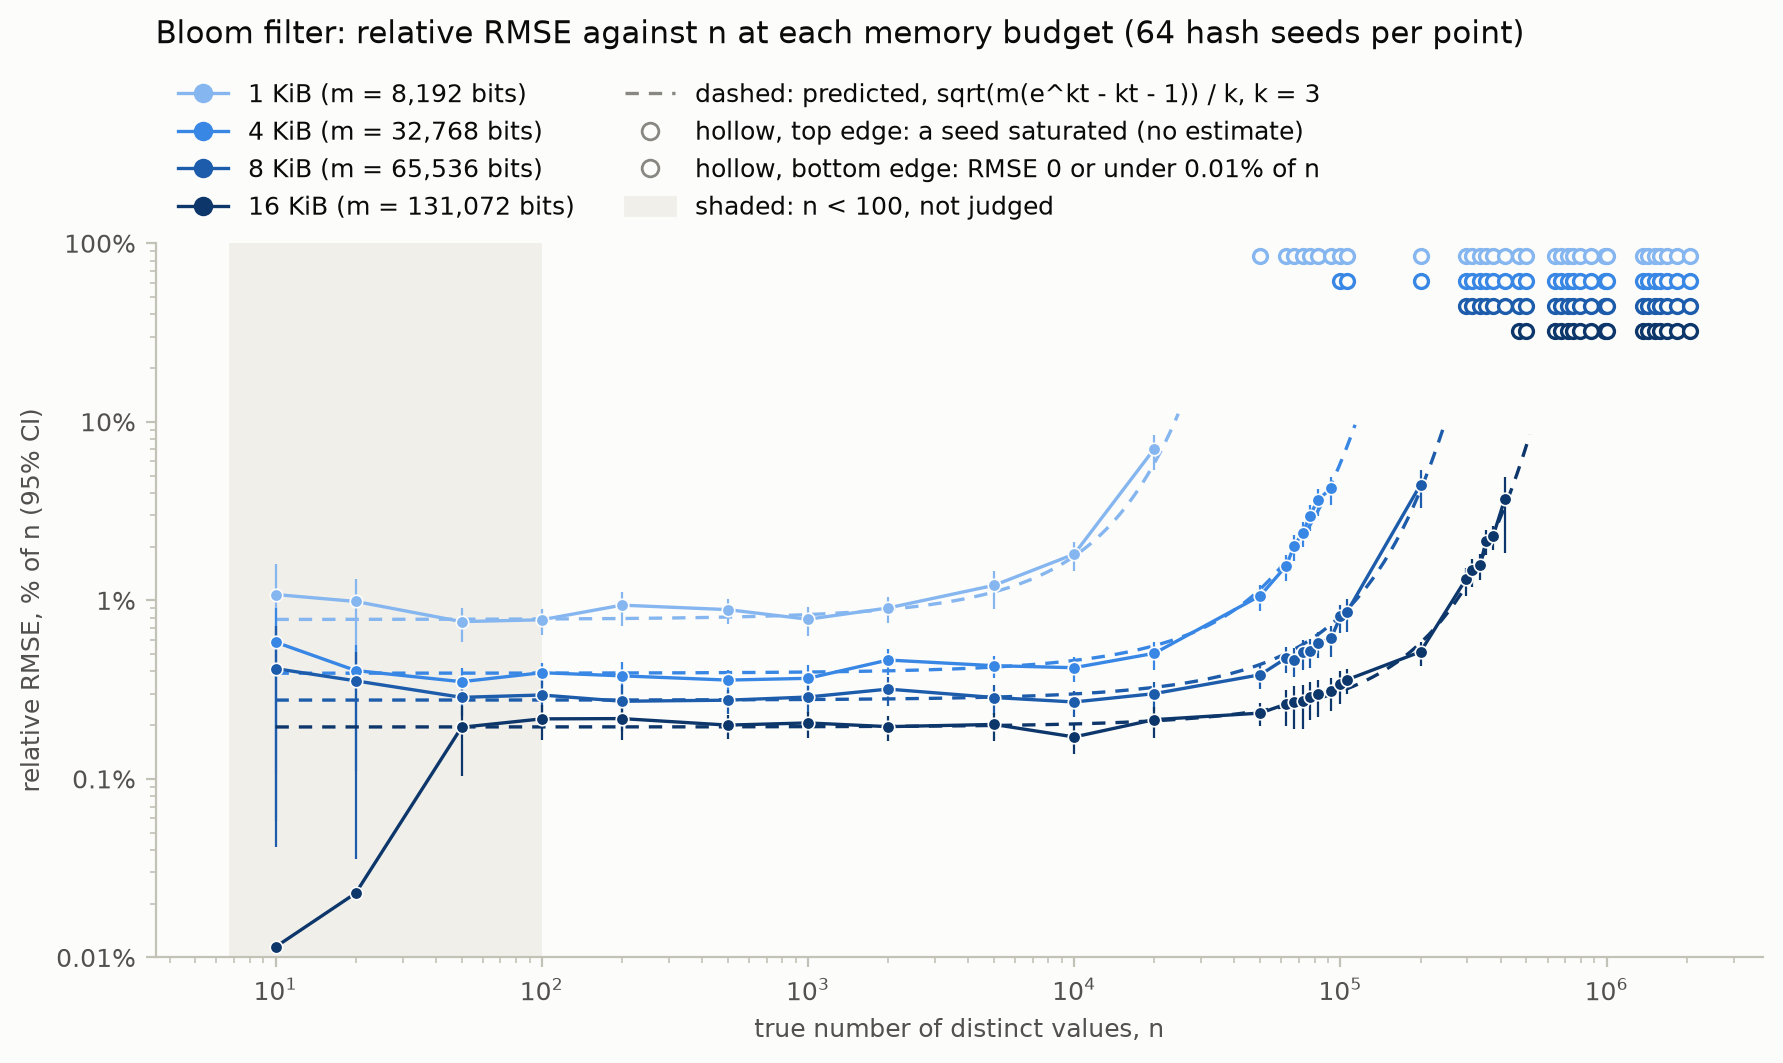 Bloom filter: relative RMSE against n at each memory budget (64 hash seeds per point)
1 KiB (m = 8,192 bits)
4 KiB (m = 32,768 bits)
8 KiB (m = 65,536 bits)
16 KiB (m = 131,072 bits)
dashed: predicted, sqrt(m(e^kt - kt - 1)) / k, k = 3
hollow, top edge: a seed saturated (no estimate)
hollow, bottom edge: RMSE 0 or under 0.01% of n
shaded: n < 100, not judged
relative RMSE, % of n (95% CI)
100%
10%
1%
0.1%
0.01%
10¹
10²
10³
10⁴
10⁵
10⁶
true number of distinct values, n